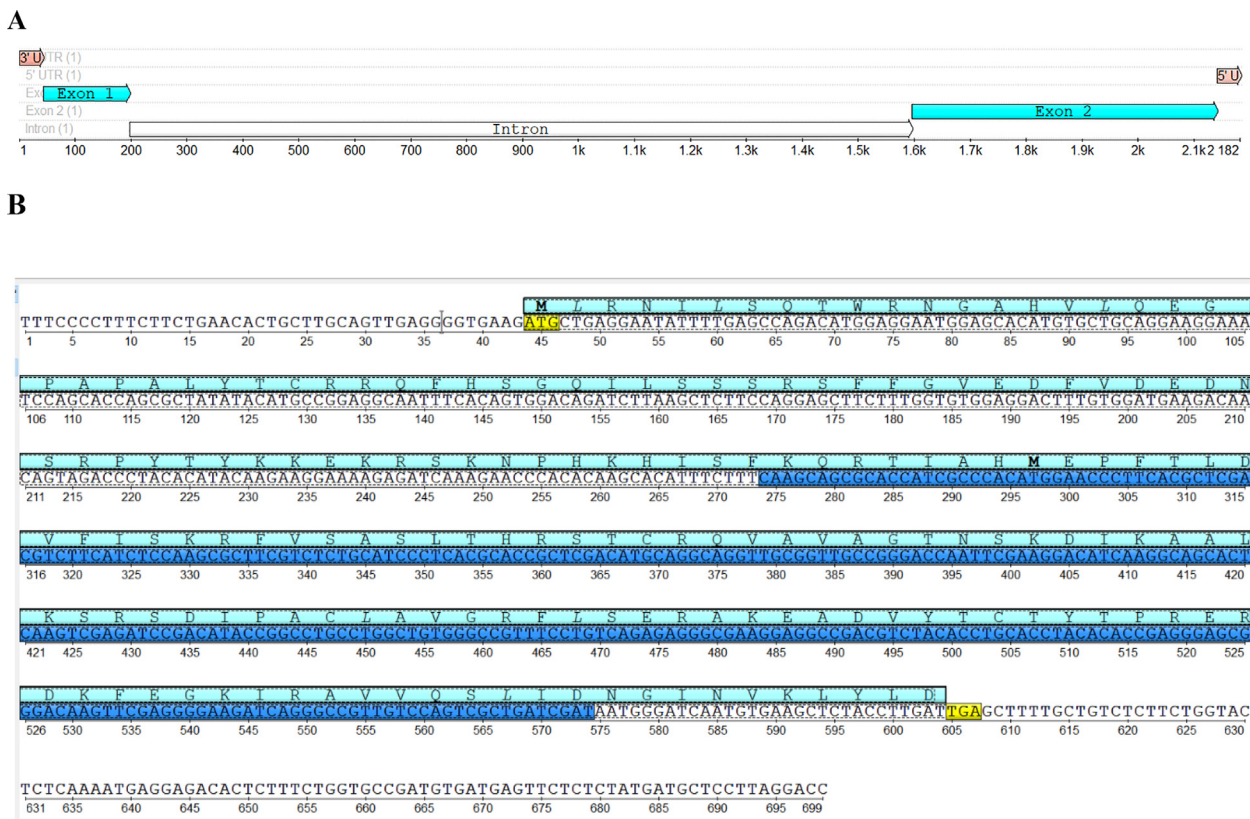 A
3' U UTR (1)
5' UTR (1) 5' U
Exon 1
Exon 2 (1) Exon 2
Intron (1) Intron
1 100 200 300 400 500 600 700 800 900 1k 1.1k 1.2k 1.3k 1.4k 1.5k 1.6k 1.7k 1.8k 1.9k 2k 2.1k 2 182
B
M L R N I L S Q T W R N G A H V L Q E G
TTTCCCCTTTCTTCTGAACACTGCTTGCAGTTGAGGGGTGAAGATGCTGAGGAATATTTTGAGCCAGACATGGAGGAATGGAGCACATGTGCTGCAGGAAGGAAA
1 5 10 15 20 25 30 35 40 45 50 55 60 65 70 75 80 85 90 95 100 105
P A P A L Y T C R R Q F H S G Q I L S S S R S F F G V E D F V D E D N
TCCAGCACCAGCGCTATATACATGCCGGAGGCAATTTCACAGTGGACAGATCTTAAGCTCTTCCAGGAGCTTCTTTGGTGTGGAGGACTTTGTGGATGAAGACAA
106 110 115 120 125 130 135 140 145 150 155 160 165 170 175 180 185 190 195 200 205 210
S R P Y T Y K K E K R S K N P H K H I S F K Q R T I A H M E P F T L D
CAGTAGACCCTACACATACAAGAAGGAAAAGAGATCAAAGAACCCACACAAGCACATTTCTTTCAAGCAGCGCACCATCGCCCACATGGAACCCTTCACGCTCGA
211 215 220 225 230 235 240 245 250 255 260 265 270 275 280 285 290 295 300 305 310 315
V F I S K R F V S A S L T H R S T C R Q V A V A G T N S K D I K A A L
CGTCTTCATCTCCAAGCGCTTCGTCTCTGCATCCCTCACGCACCGCTCGACATGCAGGCAGGTTGCGGTTGCCGGGACCAATTCGAAGGACATCAAGGCAGCACT
316 320 325 330 335 340 345 350 355 360 365 370 375 380 385 390 395 400 405 410 415 420
K S R S D I P A C L A V G R F L S E R A K E A D V Y T C T Y T P R E R
CAAGTCGAGATCCGACATACCGGCCTGCCTGGCTGTGGGCCGTTTCCTGTCAGAGAGGGCGAAGGAGGCCGACGTCTACACCTGCACCTACACACCGAGGGAGCG
421 425 430 435 440 445 450 455 460 465 470 475 480 485 490 495 500 505 510 515 520 525
D K F E G K I R A V V Q S L I D N G I N V K L Y L D
GGACAAGTTCGAGGGGAAGATCAGGGCCGTTGTCCAGTCGCTGATCGATAATGGGATCAATGTGAAGCTCTACCTTGATTGAGCTTTTGCTGTCTCTTCTGGTAC
526 530 535 540 545 550 555 560 565 570 575 580 585 590 595 600 605 610 615 620 625 630
TCTCAAAATGAGGAGACACTCTTTCTGGTGCCGATGTGATGAGTTCTCTCTATGATGCTCCTTAGGACC
631 635 640 645 650 655 660 665 670 675 680 685 690 695 699